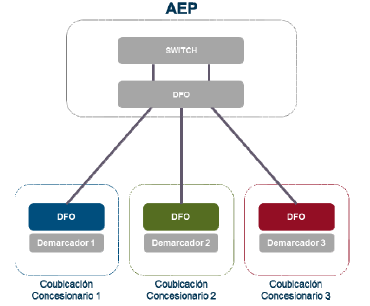 AEP
SWITCH
DFO
DFO
DFO
DFO
Demarcador 1
Demarcador 2
Demarcador 3
Coubicación
Concesionario 1
Coubicación
Concesionario 2
Coubicación
Concesionario 3